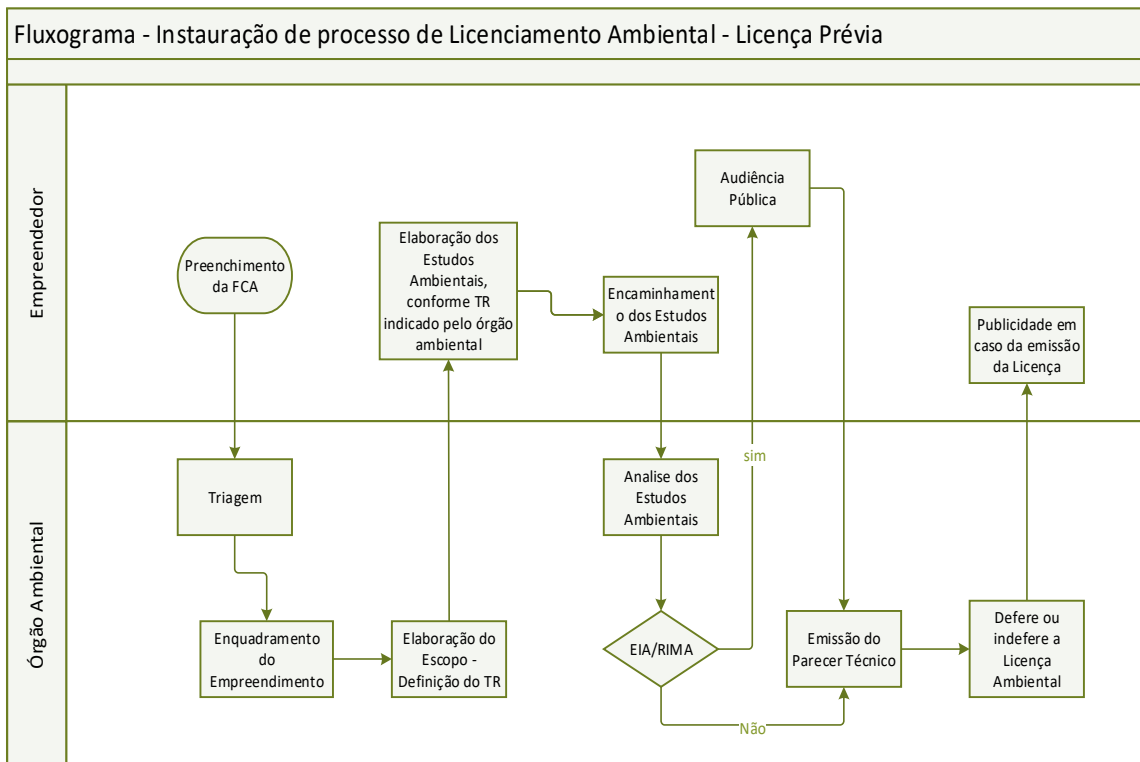 Fluxograma - Instauração de processo de Licenciamento Ambiental - Licença Prévia
Empreendedor
Preenchimento
da FCA
Elaboração dos
Estudos
Ambientais,
conforme TR
indicado pelo órgão
ambiental
Encaminhament
o dos Estudos
Ambientais
Audiência
Pública
Publicidade em
caso da emissão
da Licença
Órgão Ambiental
Triagem
Enquadramento
do
Empreendimento
Elaboração do
Escopo -
Definição do TR
Analise dos
Estudos
Ambientais
EIA/RIMA
sim
Não
Emissão do
Parecer Técnico
Defere ou
indefere a
Licença
Ambiental